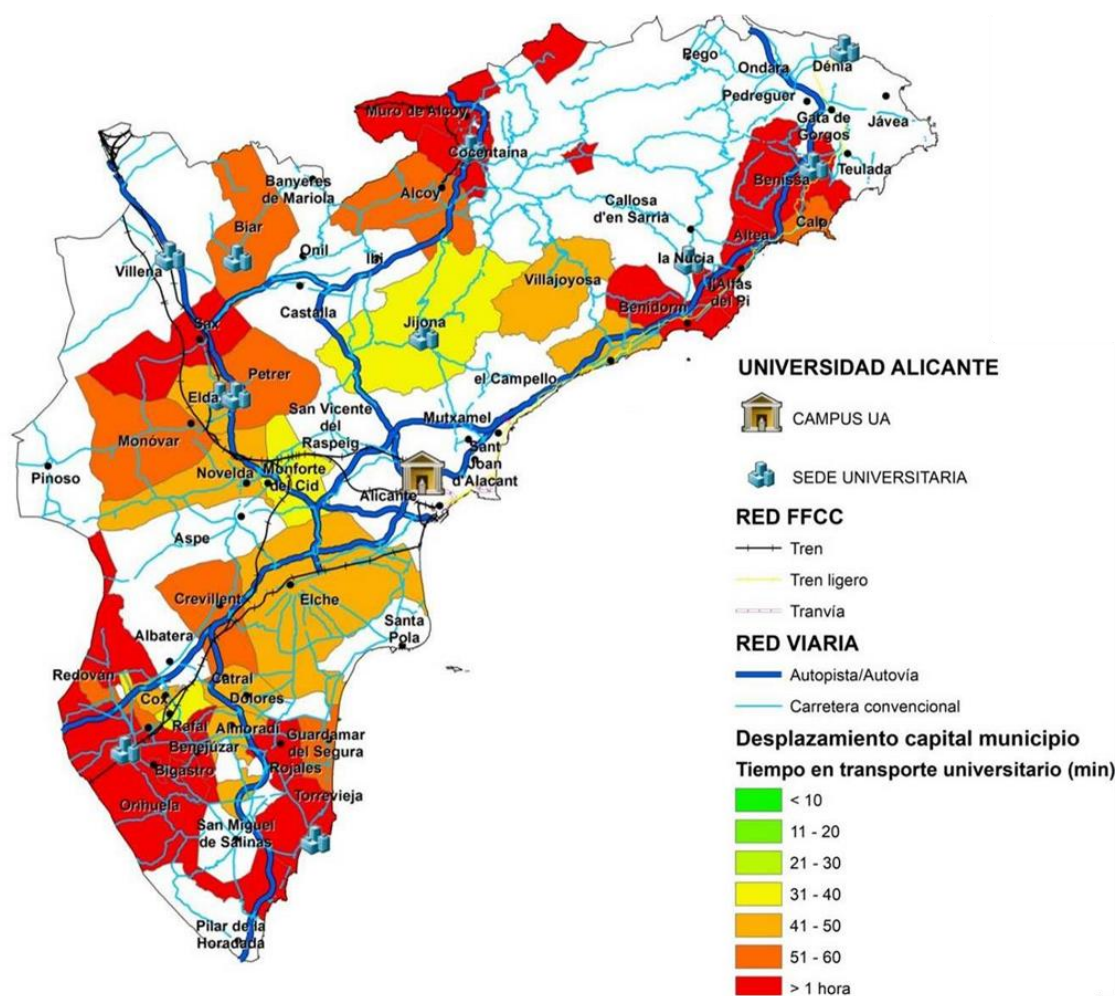 Pego
Ondara
Dénia
Pedreguer
Gata de
Gorgos
Jávea
Muro de Alcoy
Cocentaina
Teulada
Benissa
Banyeres
de Mariola
Alcoy
Callosa
d'en Sarrià
Calp
Biar
Altea
Onil
Ibi
la Nucia
Villena
Villajoyosa
l'Alfàs
del Pi
Castalla
Benidorm
Jijona
Sax
Petrer
el Campello
Elda
San Vicente
del
Raspeig
Mutxamel
Monóvar
Sant
Joan
d'Alacant
Pinoso
Novelda
Monforte
del Cid
Alicante
Aspe
Crevillent
Elche
Santa
Pola
Albatera
Redován
Catral
Cox
Dolores
Rafal
Almoradí
Guardamar
del Segura
Benejúzar
Rojales
Bigastro
Orihuela
Torrevieja
San Miguel
de Salinas
Pilar de la
Horadada
UNIVERSIDAD ALICANTE
CAMPUS UA
SEDE UNIVERSITARIA
RED FFCC
Tren
Tren ligero
Tranvía
RED VIARIA
Autopista/Autovía
Carretera convencional
Desplazamiento capital municipio
Tiempo en transporte universitario (min)
< 10
11 - 20
21 - 30
31 - 40
41 - 50
51 - 60
> 1 hora